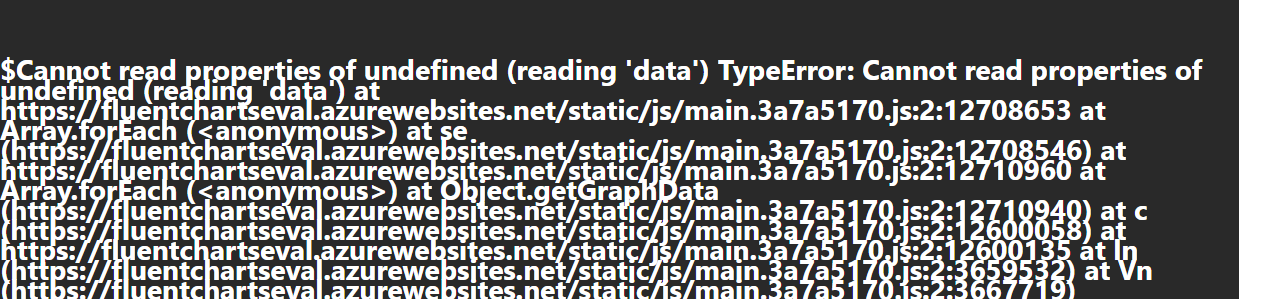 $Cannot read properties of undefined (reading 'data') TypeError: Cannot read properties of
undefined (reading 'data') at
https://fluentchartseval.azurewebsites.net/static/js/main.3a7a5170.js:2:12708653 at
Array.forEach (<anonymous>) at se
(https://fluentchartseval.azurewebsites.net/static/js/main.3a7a5170.js:2:12708546) at
https://fluentchartseval.azurewebsites.net/static/js/main.3a7a5170.js:2:12710960 at
Array.forEach (<anonymous>) at Object.getGraphData
(https://fluentchartseval.azurewebsites.net/static/js/main.3a7a5170.js:2:12710940) at c
(https://fluentchartseval.azurewebsites.net/static/js/main.3a7a5170.js:2:12600058) at
https://fluentchartseval.azurewebsites.net/static/js/main.3a7a5170.js:2:12600135 at ln
(https://fluentchartseval.azurewebsites.net/static/js/main.3a7a5170.js:2:3659532) at Vn
(https://fluentchartseval.azurewebsites.net/static/js/main.3a7a5170.js:2:3667719)